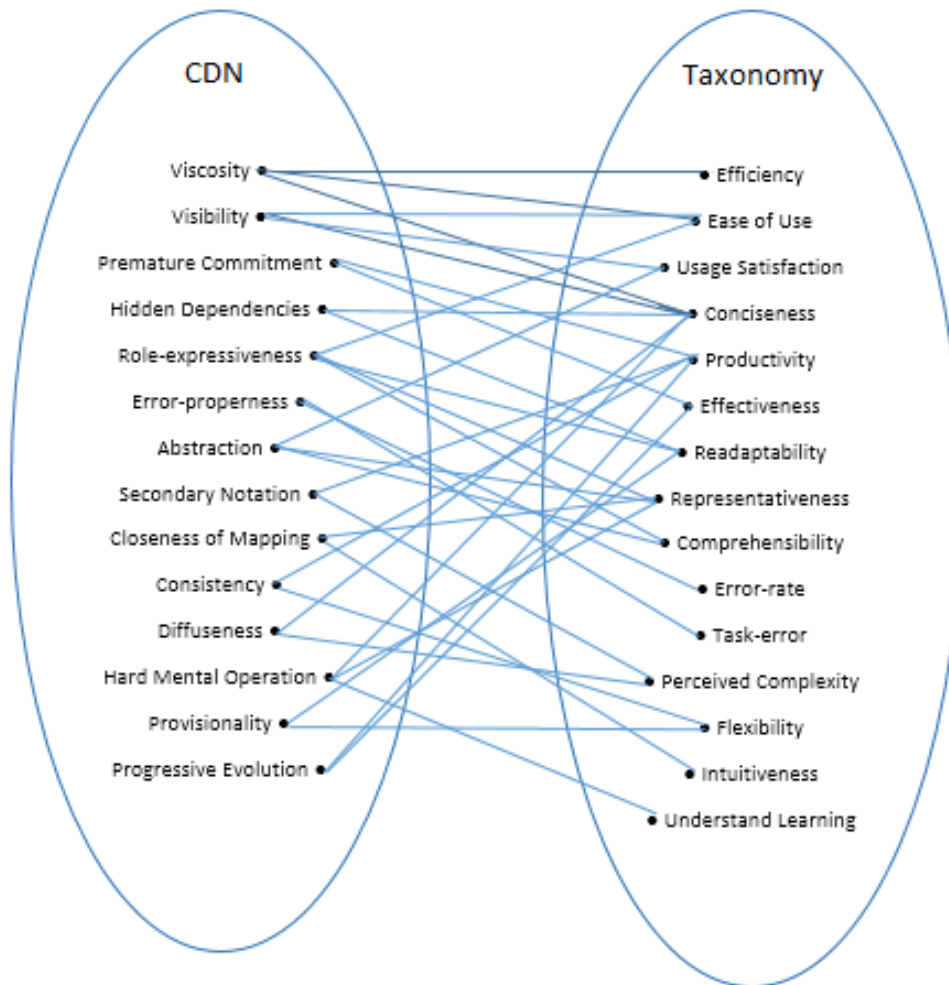 CDN
Taxonomy
Viscosity
Efficiency
Visibility
Ease of Use
Premature Commitment
Usage Satisfaction
Hidden Dependencies
Conciseness
Role-expressiveness
Productivity
Error-properness
Effectiveness
Abstraction
Readaptability
Secondary Notation
Representativeness
Closeness of Mapping
Comprehensibility
Consistency
Error-rate
Diffuseness
Task-error
Hard Mental Operation
Perceived Complexity
Provisionality
Flexibility
Progressive Evolution
Intuitiveness
Understand Learning